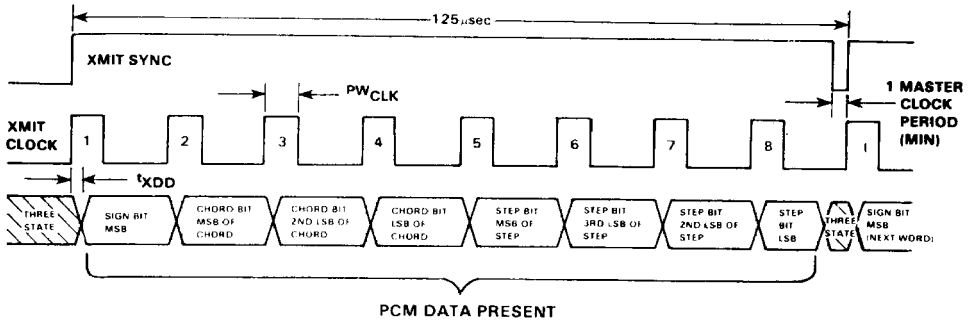 125μsec
XMIT SYNC
PWCLK
1 MASTER
CLOCK
PERIOD
(MIN)
XMIT
CLOCK
1
2
3
4
5
6
7
8
1
tXDD
THREE
STATE
SIGN BIT
MSB
CHORD BIT
MSB OF
CHORD
CHORD BIT
2ND LSB OF
CHORD
CHORD BIT
LSB OF
CHORD
STEP BIT
MSB OF
STEP
STEP BIT
3RD LSB OF
STEP
STEP BIT
2ND LSB OF
STEP
STEP
BIT
LSB
THREE
STATE
SIGN BIT
MSB
(NEXT WORD)
PCM DATA PRESENT